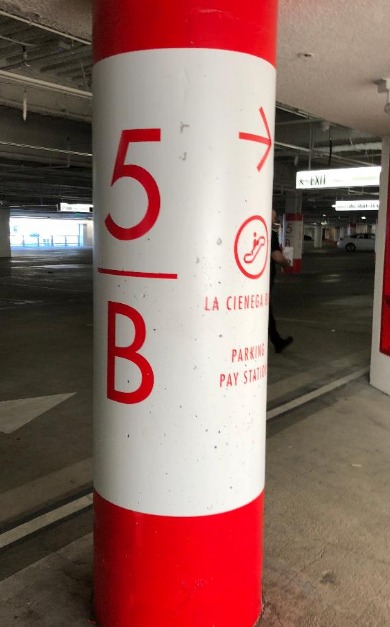 5
B
LA CIENEGA
PARKING
PAY STATION
EXIT